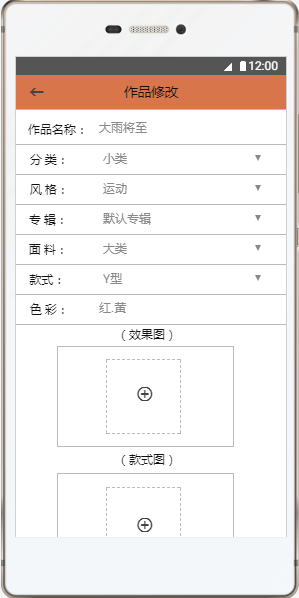 12:00
作品修改
作品名称： 大雨将至
分 类： 小类
风 格： 运动
专 辑： 默认专辑
面 料： 大类
款式： Y型
色 彩： 红.黄
（效果图）
（款式图）